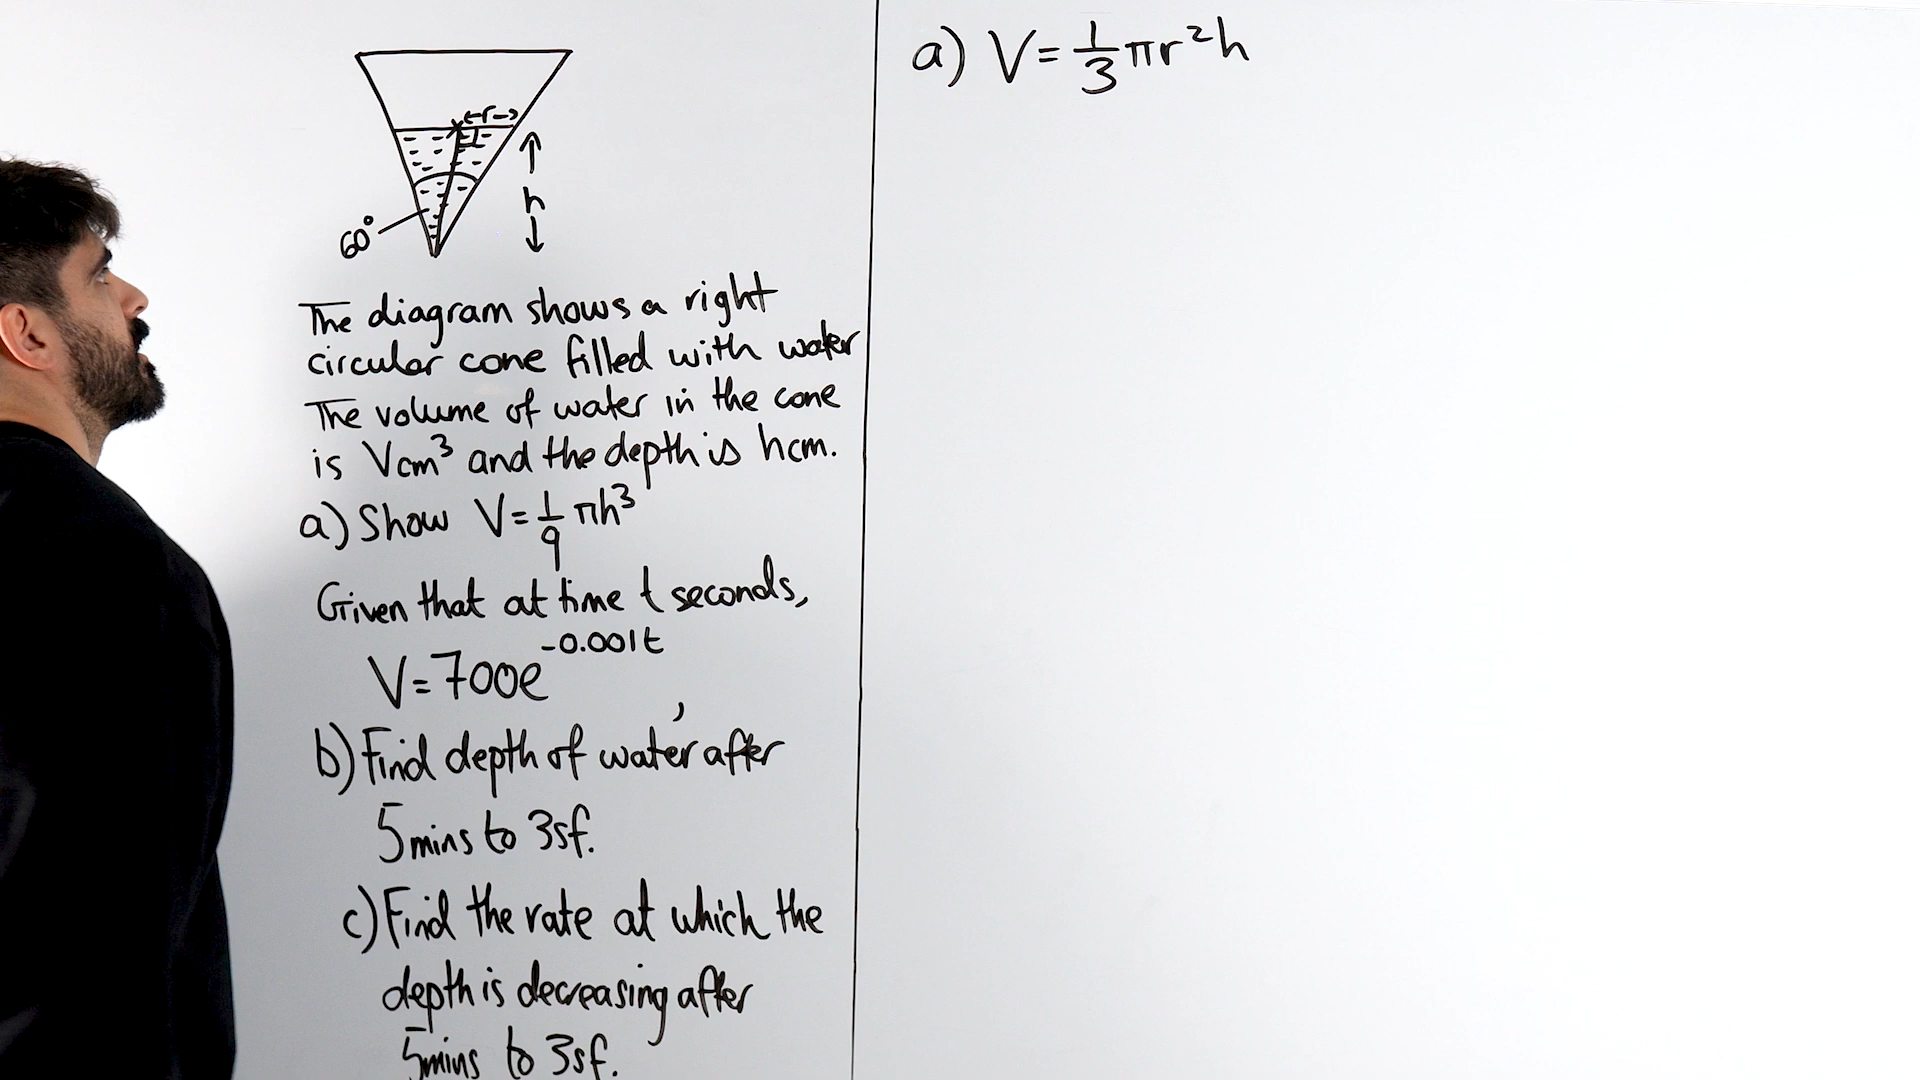 ←r→
h
60°
The diagram shows a right
circular cone filled with water
The volume of water in the cone
is Vcm³ and the depth is hcm.
a) Show V = 1/9 πh³
Given that at time t seconds,
V = 700e^(-0.001t),
b) Find depth of water after
5mins to 3sf.
c) Find the rate at which the
depth is decreasing after
5mins to 3sf.
a) V = 1/3 πr²h